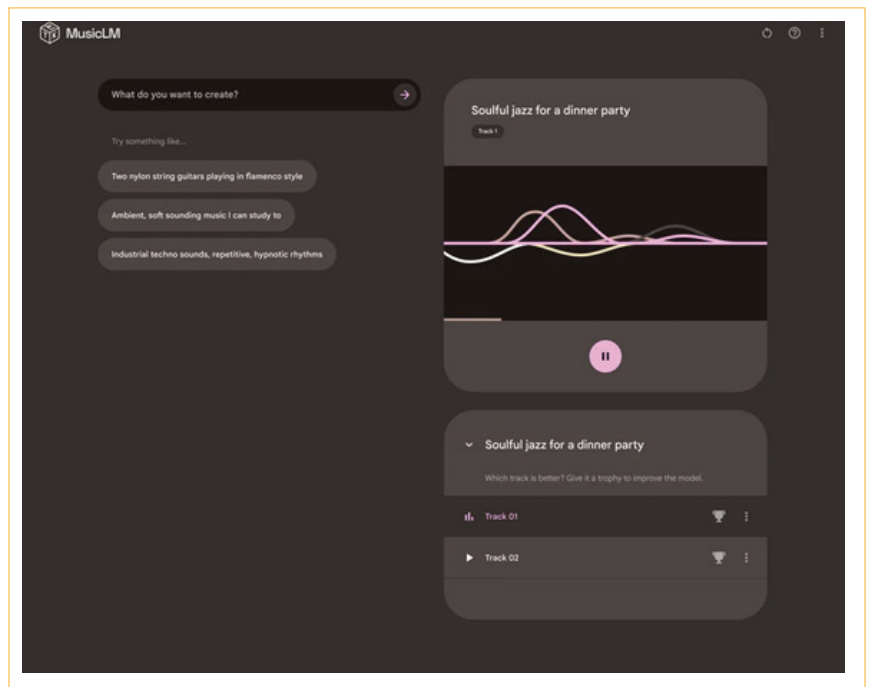 MusicLM
What do you want to create?
Try something like...
Two nylon string guitars playing in flamenco style
Ambient, soft sounding music I can study to
Industrial techno sounds, repetitive, hypnotic rhythms
Soulful jazz for a dinner party
Track 1
Soulful jazz for a dinner party
Which track is better? Give it a trophy to improve the model.
Track 01
Track 02